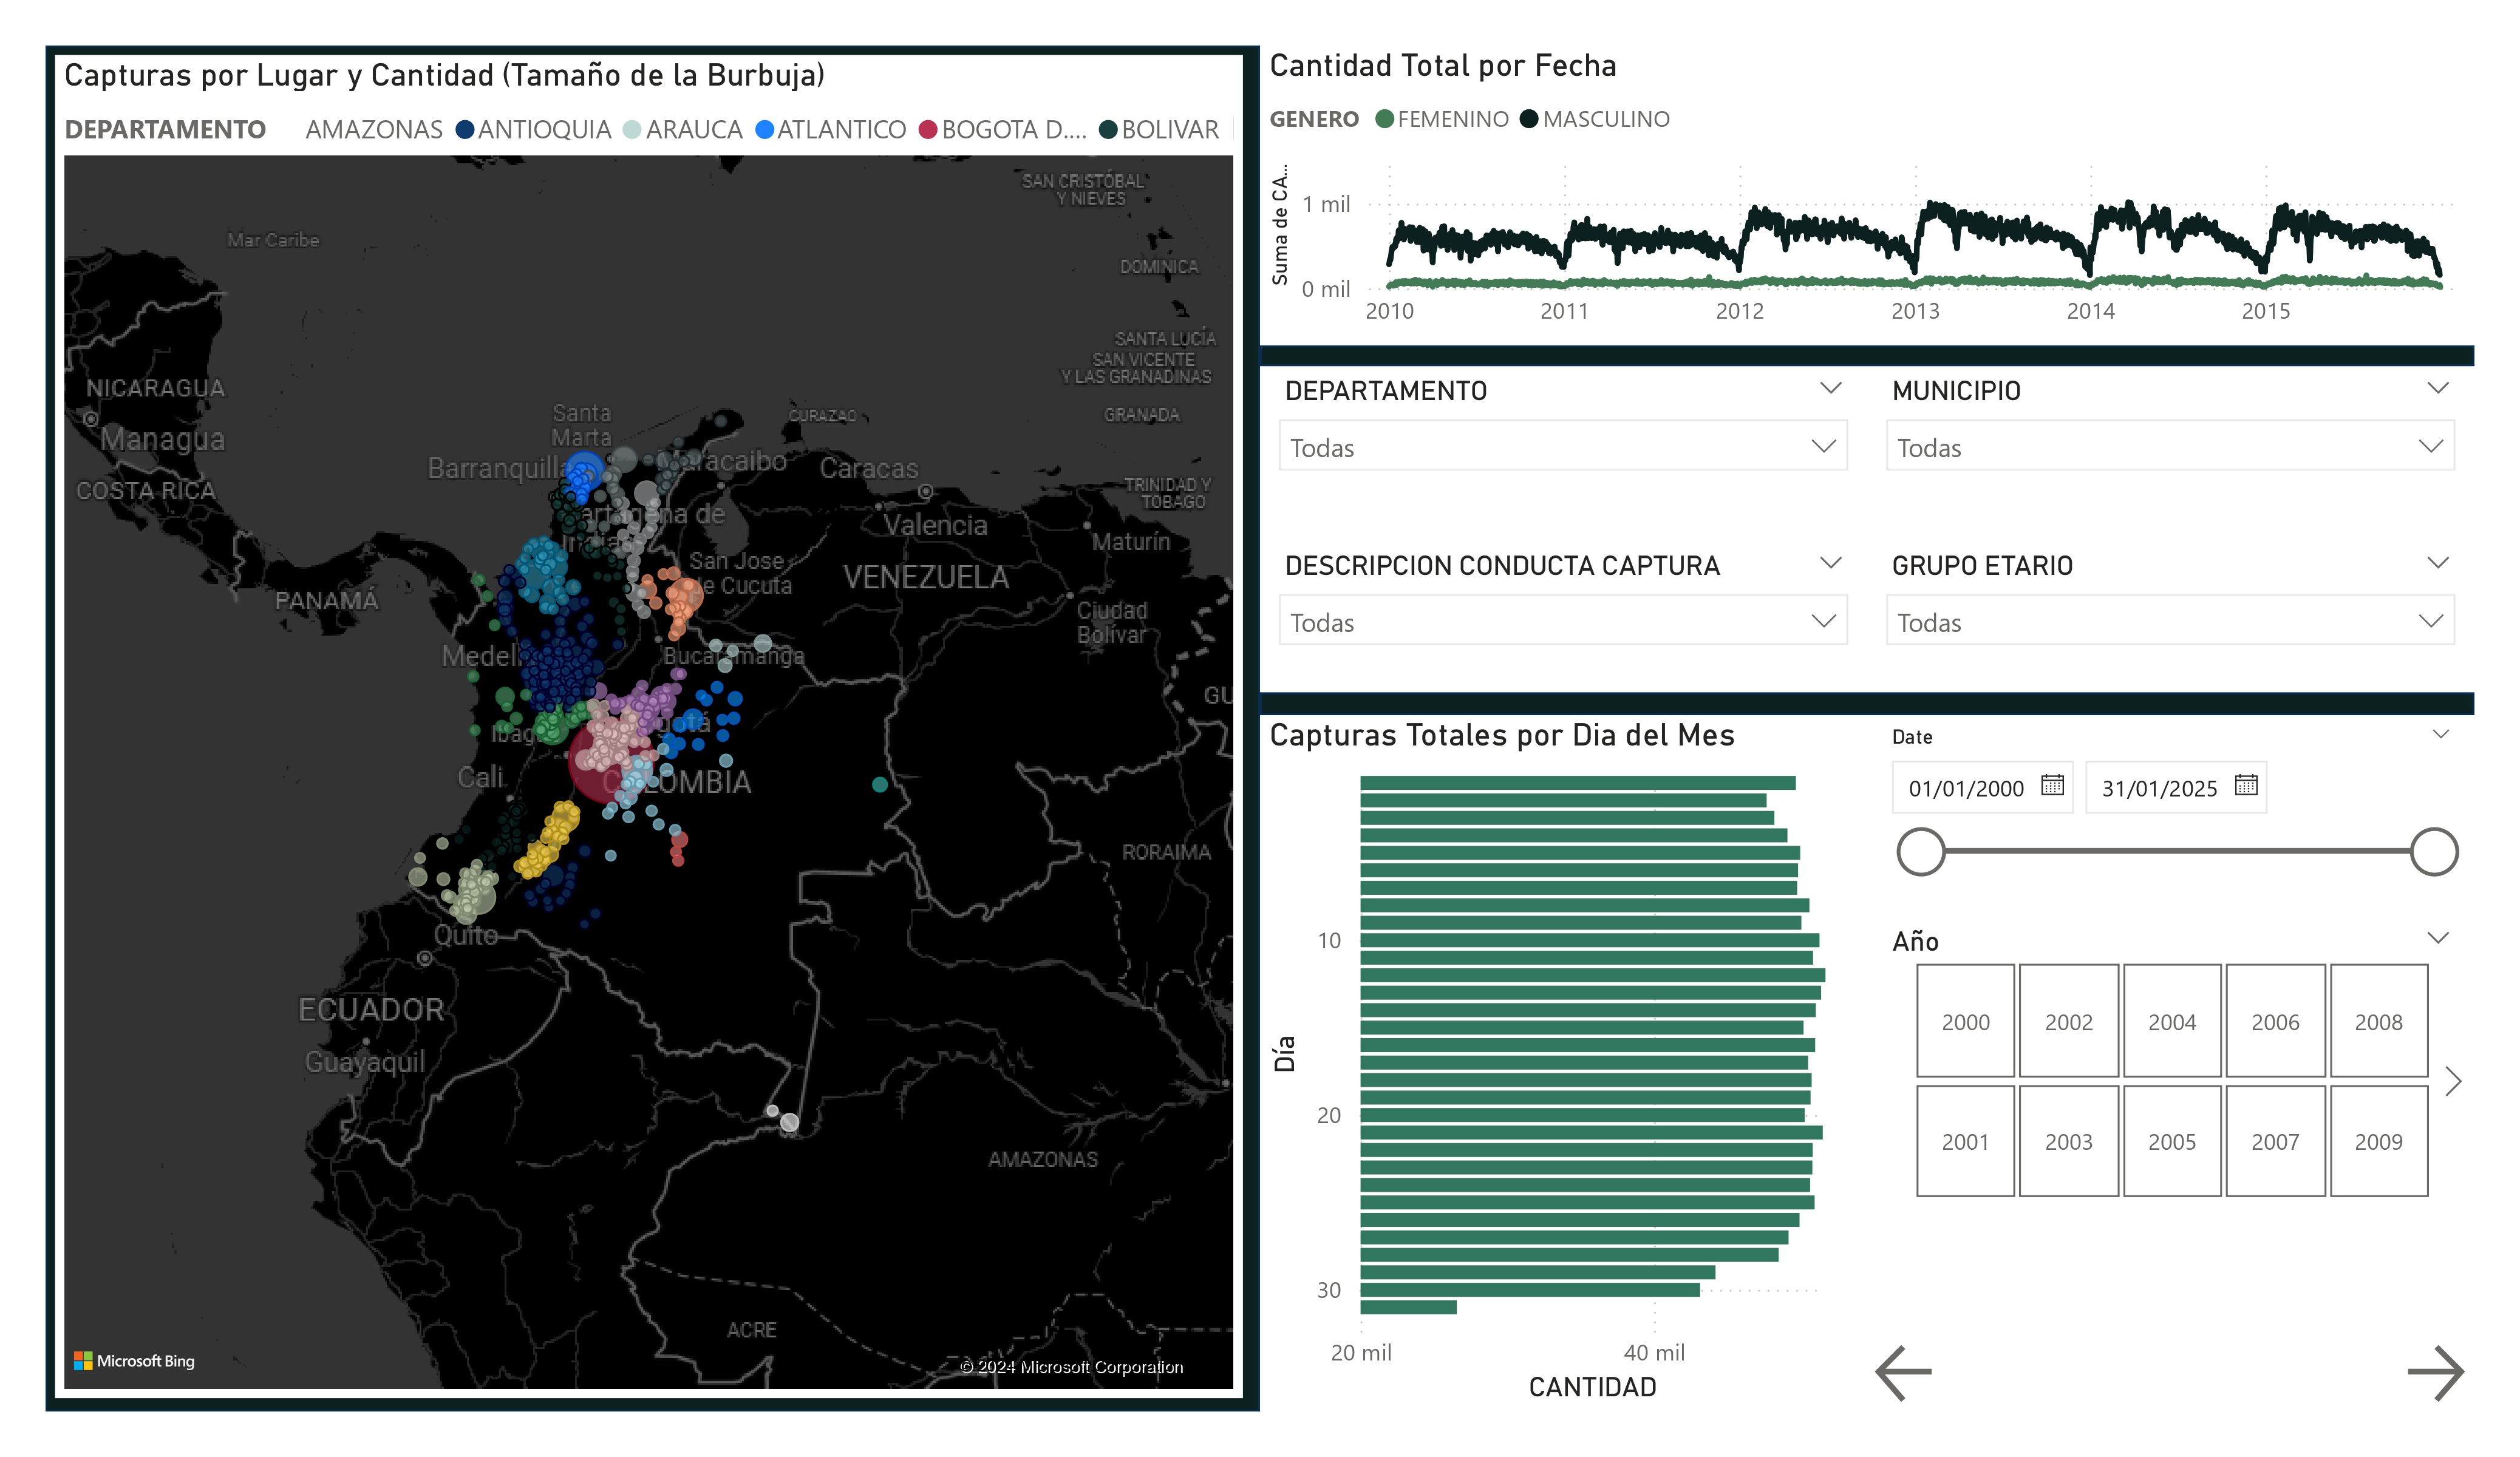 Capturas por Lugar y Cantidad (Tamaño de la Burbuja)
DEPARTAMENTO AMAZONAS ANTIOQUIA ARAUCA ATLANTICO BOGOTA D.... BOLIVAR
SAN CRISTÓBAL
Y NIEVES
Mar Caribe
DOMINICA
SANTA LUCÍA
SAN VICENTE
Y LAS GRANADINAS
NICARAGUA
Managua
Santa
Marta
CURAZAO
GRANADA
Barranquilla
Maracaibo
Caracas
COSTA RICA
TRINIDAD Y
TOBAGO
Cartagena de
Indias
Valencia
Maturín
San Jose
de Cucuta
VENEZUELA
PANAMÁ
Ciudad
Bolívar
Bucaramanga
COLOMBIA
Cali
GU
RORAIMA
Quito
ECUADOR
Guayaquil
AMAZONAS
ACRE
Microsoft Bing
© 2024 Microsoft Corporation
Cantidad Total por Fecha
GENERO FEMENINO MASCULINO
Suma de CA...
1 mil
0 mil
2010 2011 2012 2013 2014 2015
DEPARTAMENTO
Todas
MUNICIPIO
Todas
DESCRIPCION CONDUCTA CAPTURA
Todas
GRUPO ETARIO
Todas
Capturas Totales por Dia del Mes
Día
10
20
30
20 mil 40 mil
CANTIDAD
Date
01/01/2000 31/01/2025
Año
2000 2002 2004 2006 2008
2001 2003 2005 2007 2009